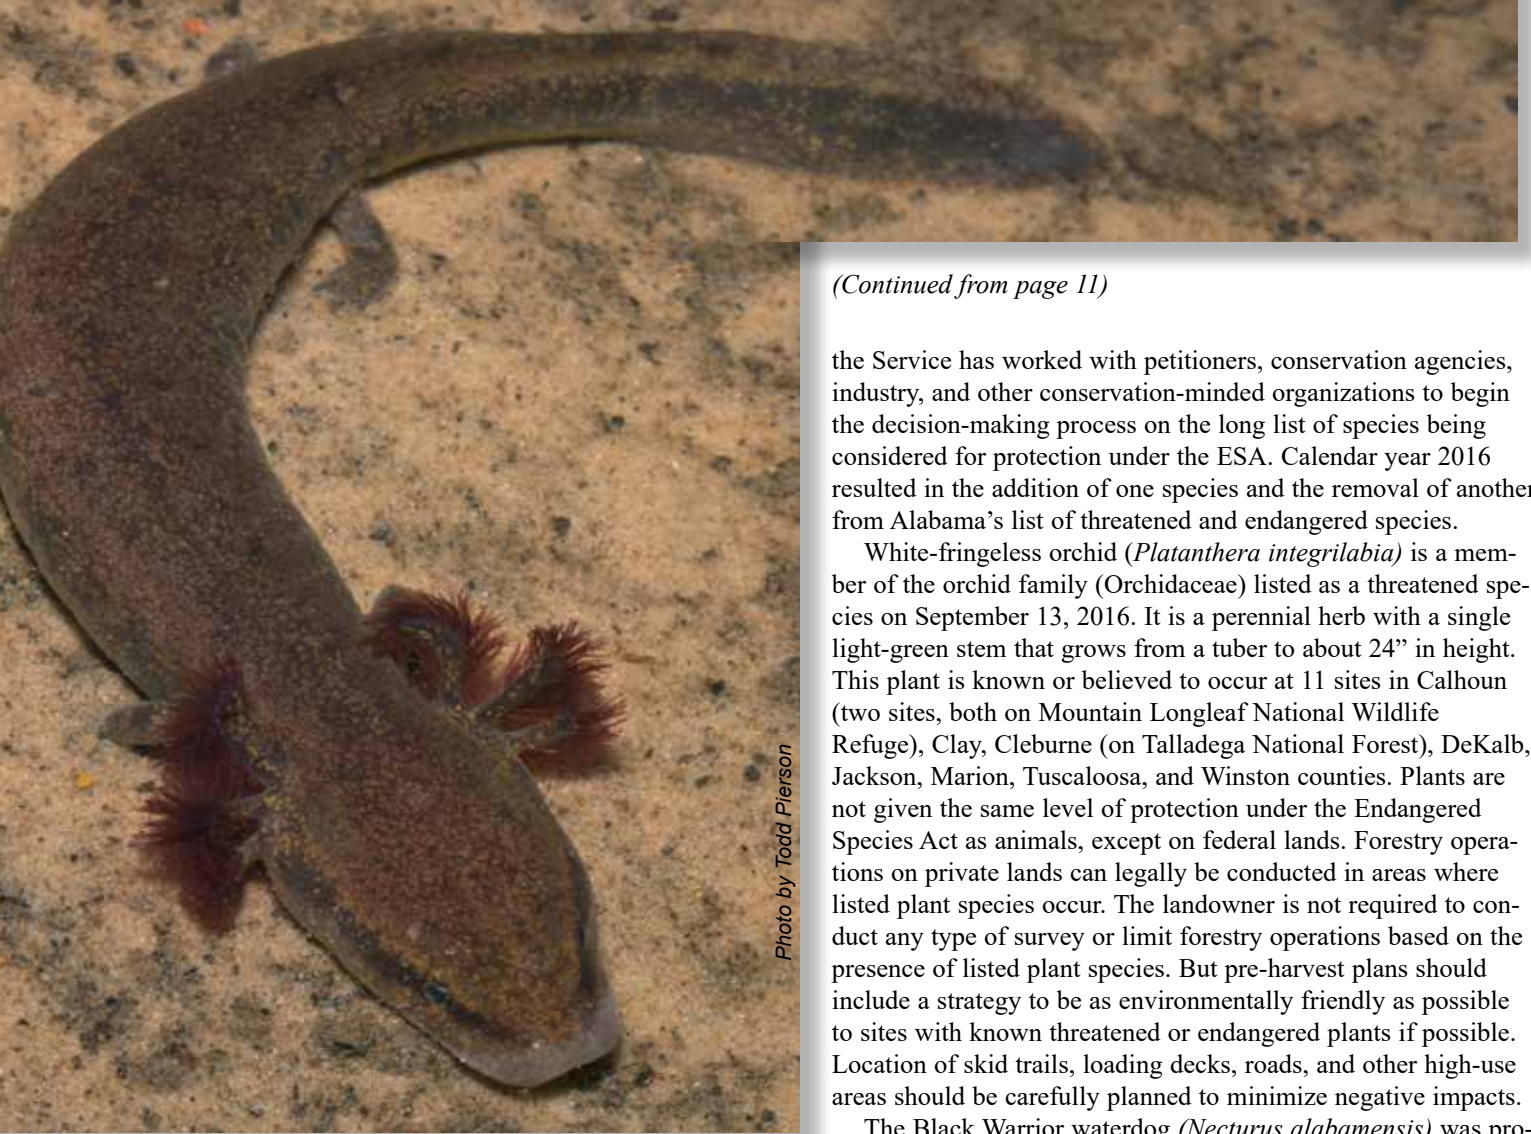 (Continued from page 11)
the Service has worked with petitioners, conservation agencies,
industry, and other conservation-minded organizations to begin
the decision-making process on the long list of species being
considered for protection under the ESA. Calendar year 2016
resulted in the addition of one species and the removal of another
from Alabama’s list of threatened and endangered species.
White-fringeless orchid (Platanthera integrilabia) is a mem-
ber of the orchid family (Orchidaceae) listed as a threatened spe-
cies on September 13, 2016. It is a perennial herb with a single
light-green stem that grows from a tuber to about 24” in height.
This plant is known or believed to occur at 11 sites in Calhoun
(two sites, both on Mountain Longleaf National Wildlife
Refuge), Clay, Cleburne (on Talladega National Forest), DeKalb,
Jackson, Marion, Tuscaloosa, and Winston counties. Plants are
not given the same level of protection under the Endangered
Species Act as animals, except on federal lands. Forestry opera-
tions on private lands can legally be conducted in areas where
listed plant species occur. The landowner is not required to con-
duct any type of survey or limit forestry operations based on the
presence of listed plant species. But pre-harvest plans should
include a strategy to be as environmentally friendly as possible
to sites with known threatened or endangered plants if possible.
Location of skid trails, loading decks, roads, and other high-use
areas should be carefully planned to minimize negative impacts.
The Black Warrior waterdog (Necturus alabamensis) was pro-
Photo by Todd Pierson